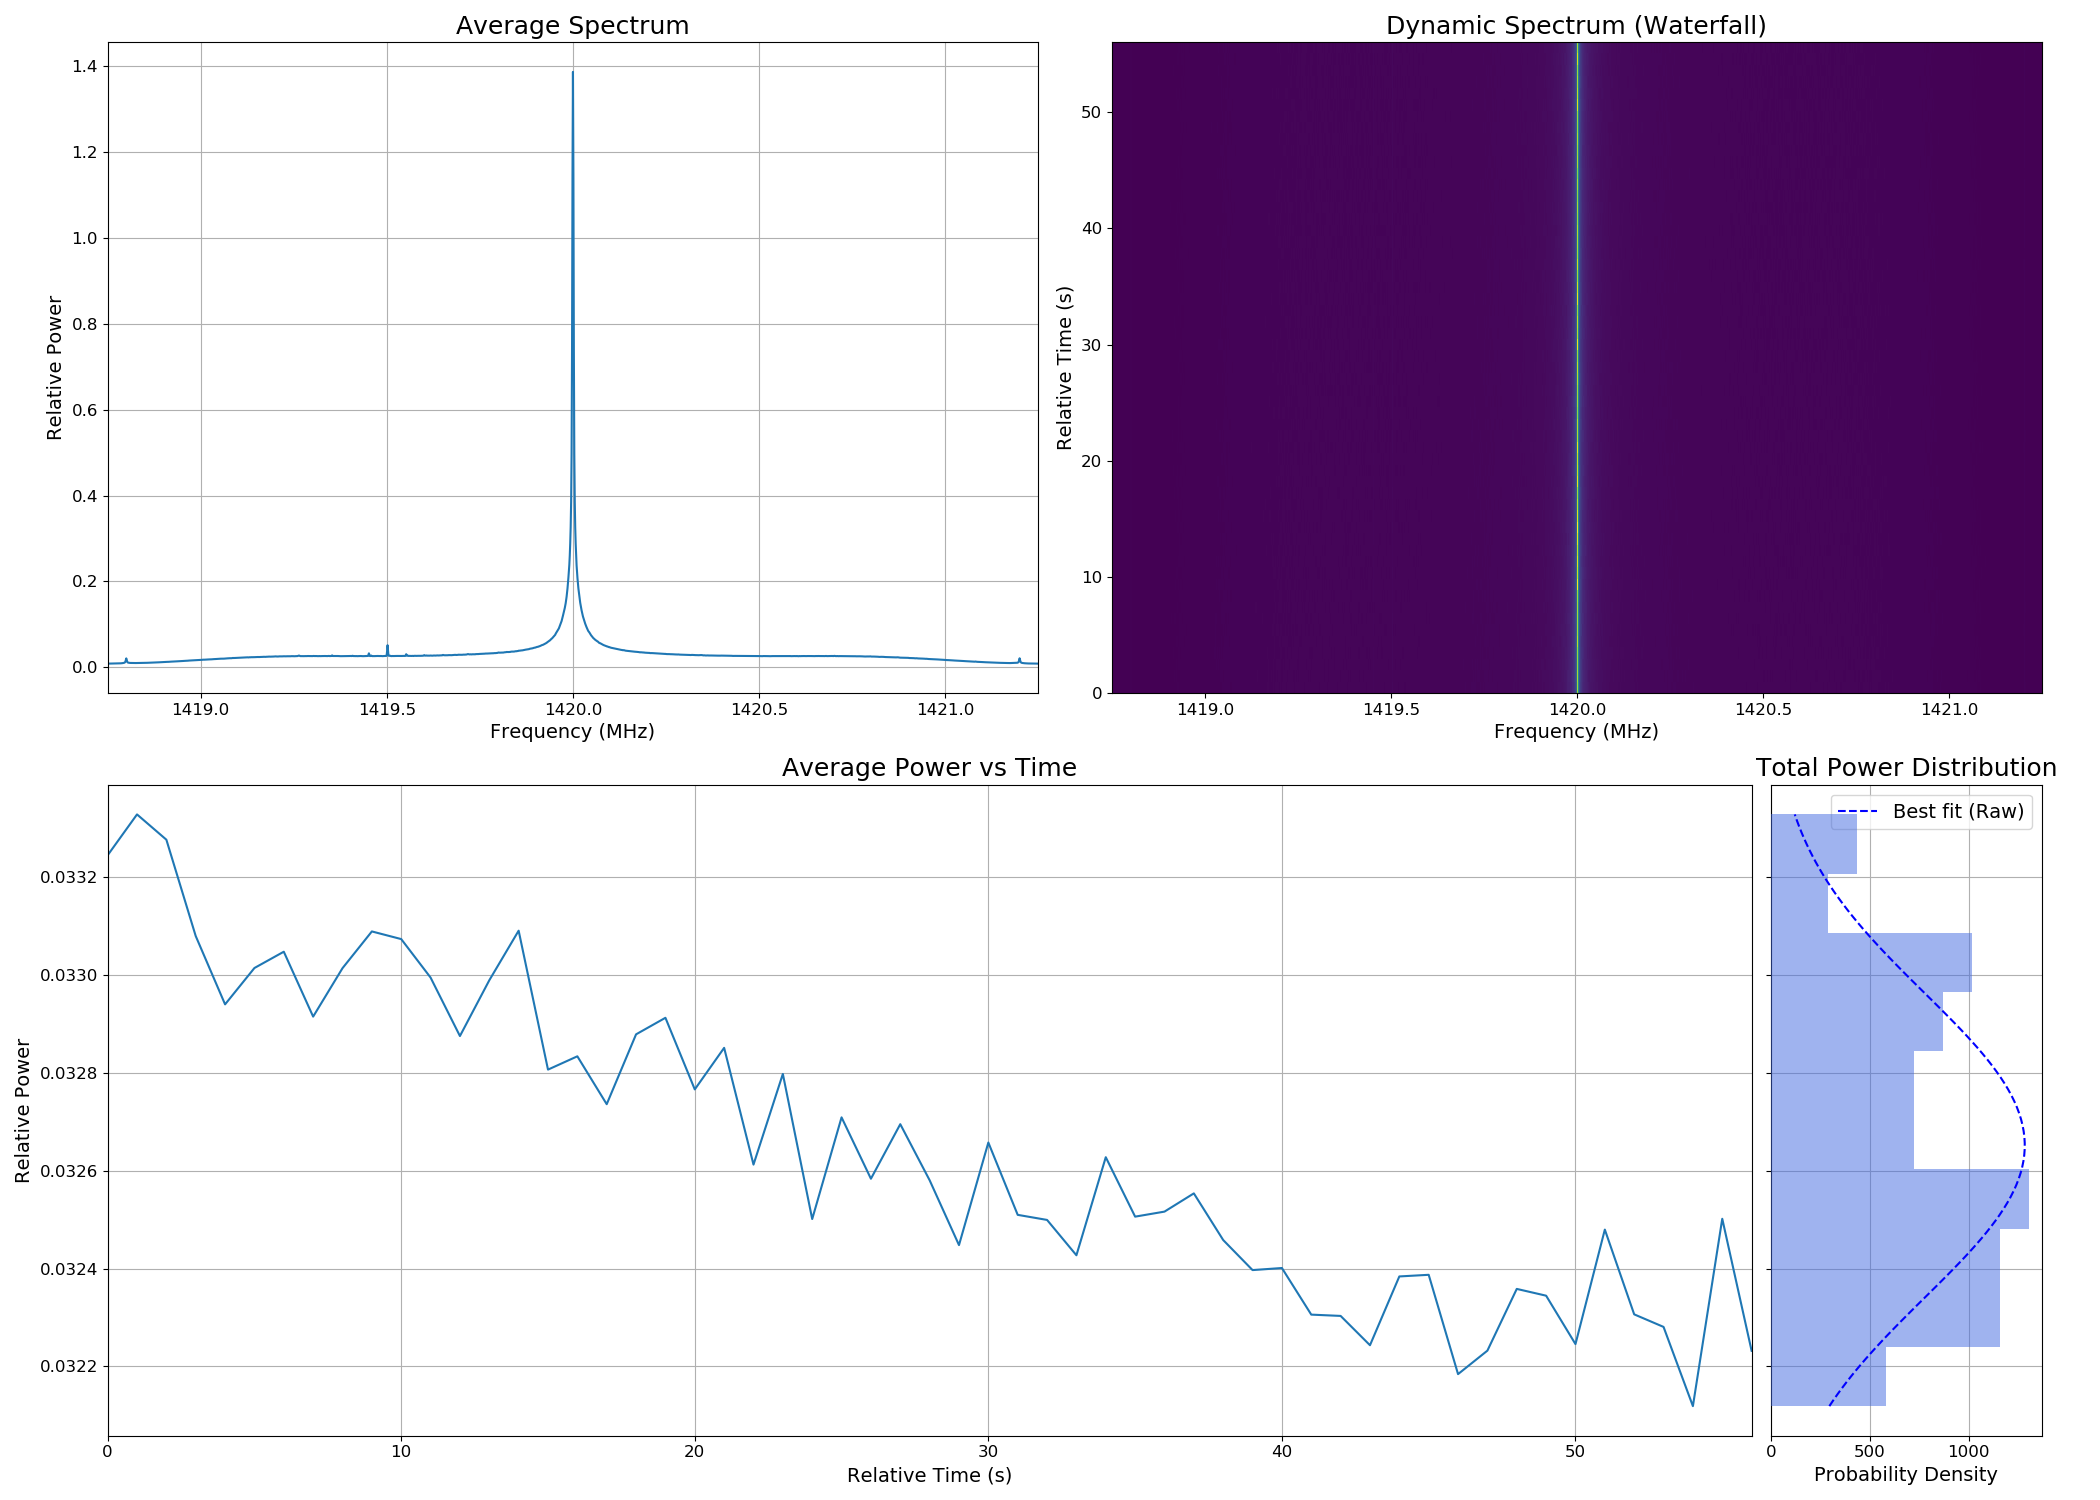 Average Spectrum
1.4
1.2
1.0
0.8
0.6
0.4
0.2
0.0
Relative Power
1419.0 1419.5 1420.0 1420.5 1421.0
Frequency (MHz)
Dynamic Spectrum (Waterfall)
50
40
30
20
10
0
Relative Time (s)
1419.0 1419.5 1420.0 1420.5 1421.0
Frequency (MHz)
Average Power vs Time
0.0332
0.0330
0.0328
0.0326
0.0324
0.0322
Relative Power
0 10 20 30 40 50
Relative Time (s)
Total Power Distribution
Best fit (Raw)
0 500 1000
Probability Density